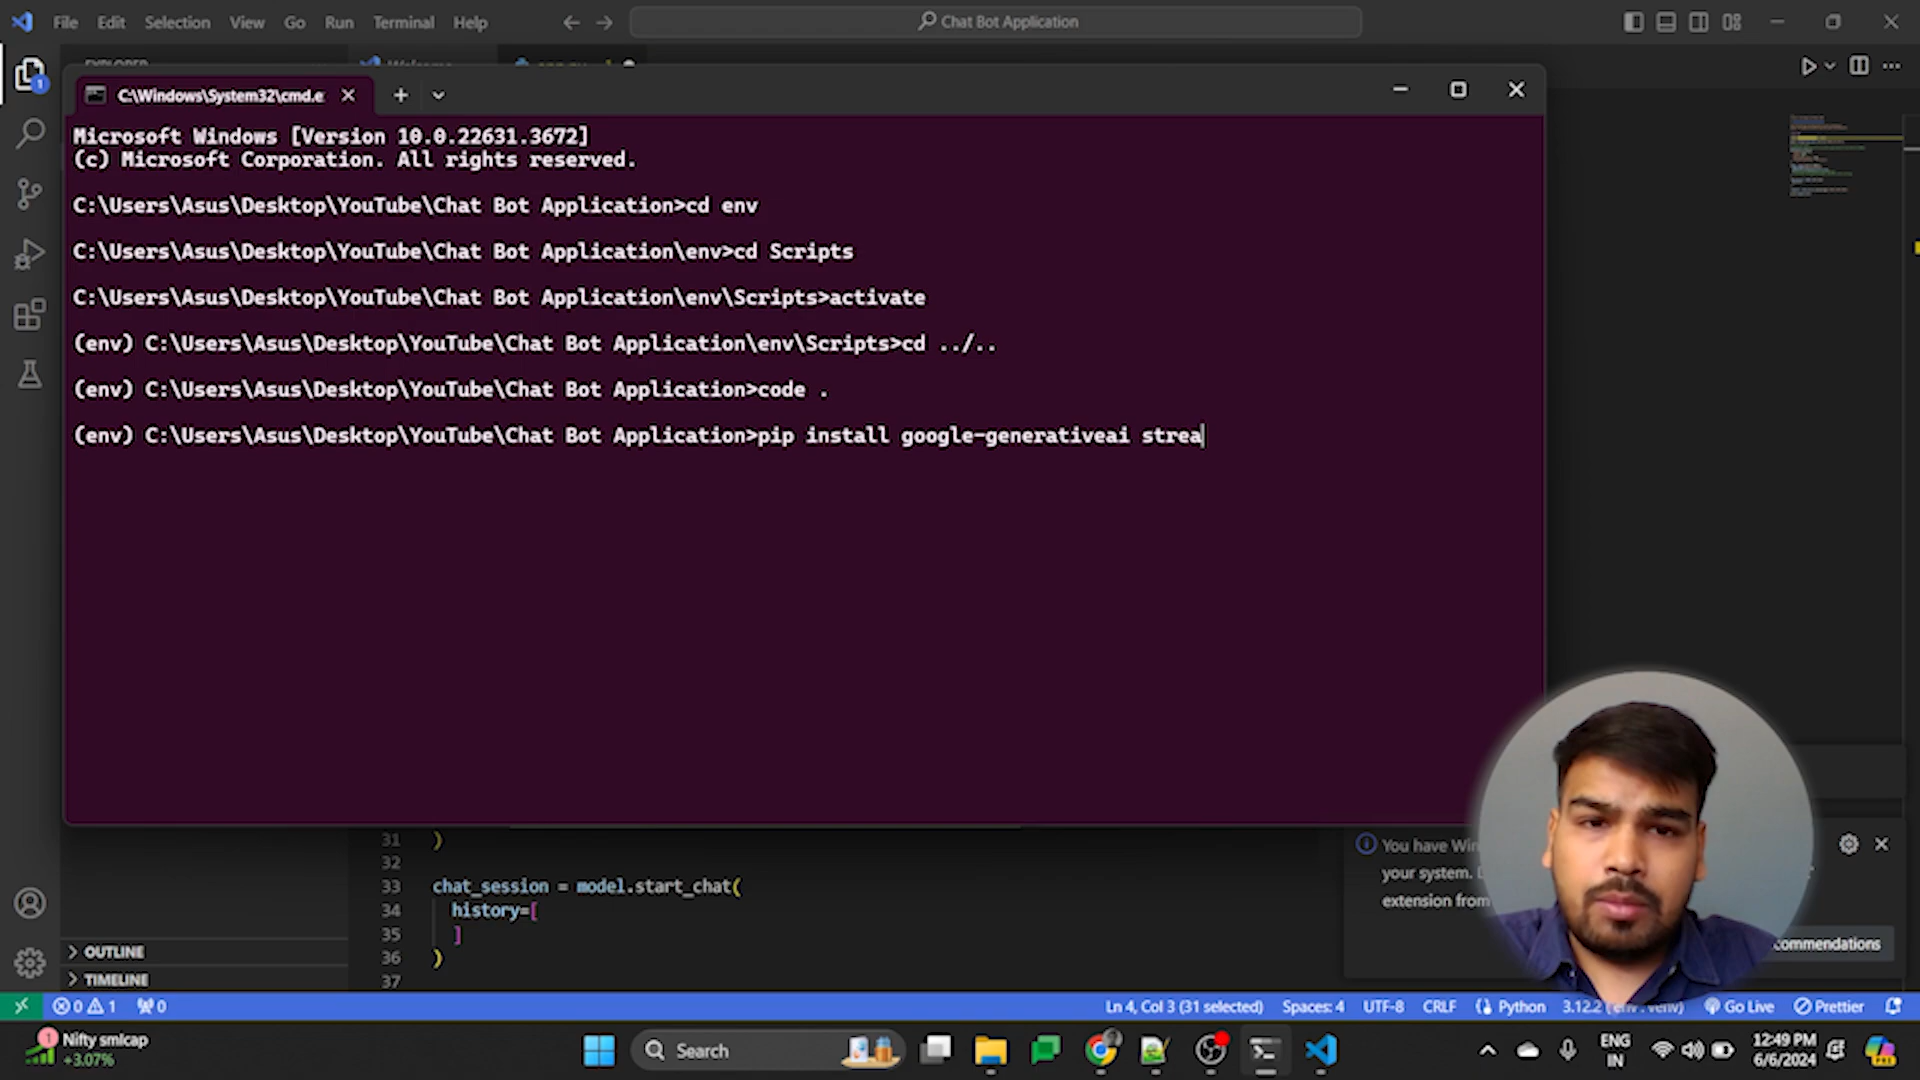 File Edit Selection View Go Run Terminal Help
Chat Bot Application
C:\Windows\System32\cmd.e
Microsoft Windows [Version 10.0.22631.3672]
(c) Microsoft Corporation. All rights reserved.
C:\Users\Asus\Desktop\YouTube\Chat Bot Application>cd env
C:\Users\Asus\Desktop\YouTube\Chat Bot Application\env>cd Scripts
C:\Users\Asus\Desktop\YouTube\Chat Bot Application\env\Scripts>activate
(env) C:\Users\Asus\Desktop\YouTube\Chat Bot Application\env\Scripts>cd ../..
(env) C:\Users\Asus\Desktop\YouTube\Chat Bot Application>code .
(env) C:\Users\Asus\Desktop\YouTube\Chat Bot Application>pip install google-generativeai strea
31 )
32
33 chat_session = model.start_chat(
34 history=[
35 ]
36 )
37
You have Win
your system.
extension from
commendations
OUTLINE
TIMELINE
0 1 0
Ln 4, Col 3 (31 selected) Spaces: 4 UTF-8 CRLF Python 3.12.2 Go Live Prettier
1 Nifty smlcap
+3.07%
Search
ENG
IN
12:49 PM
6/6/2024